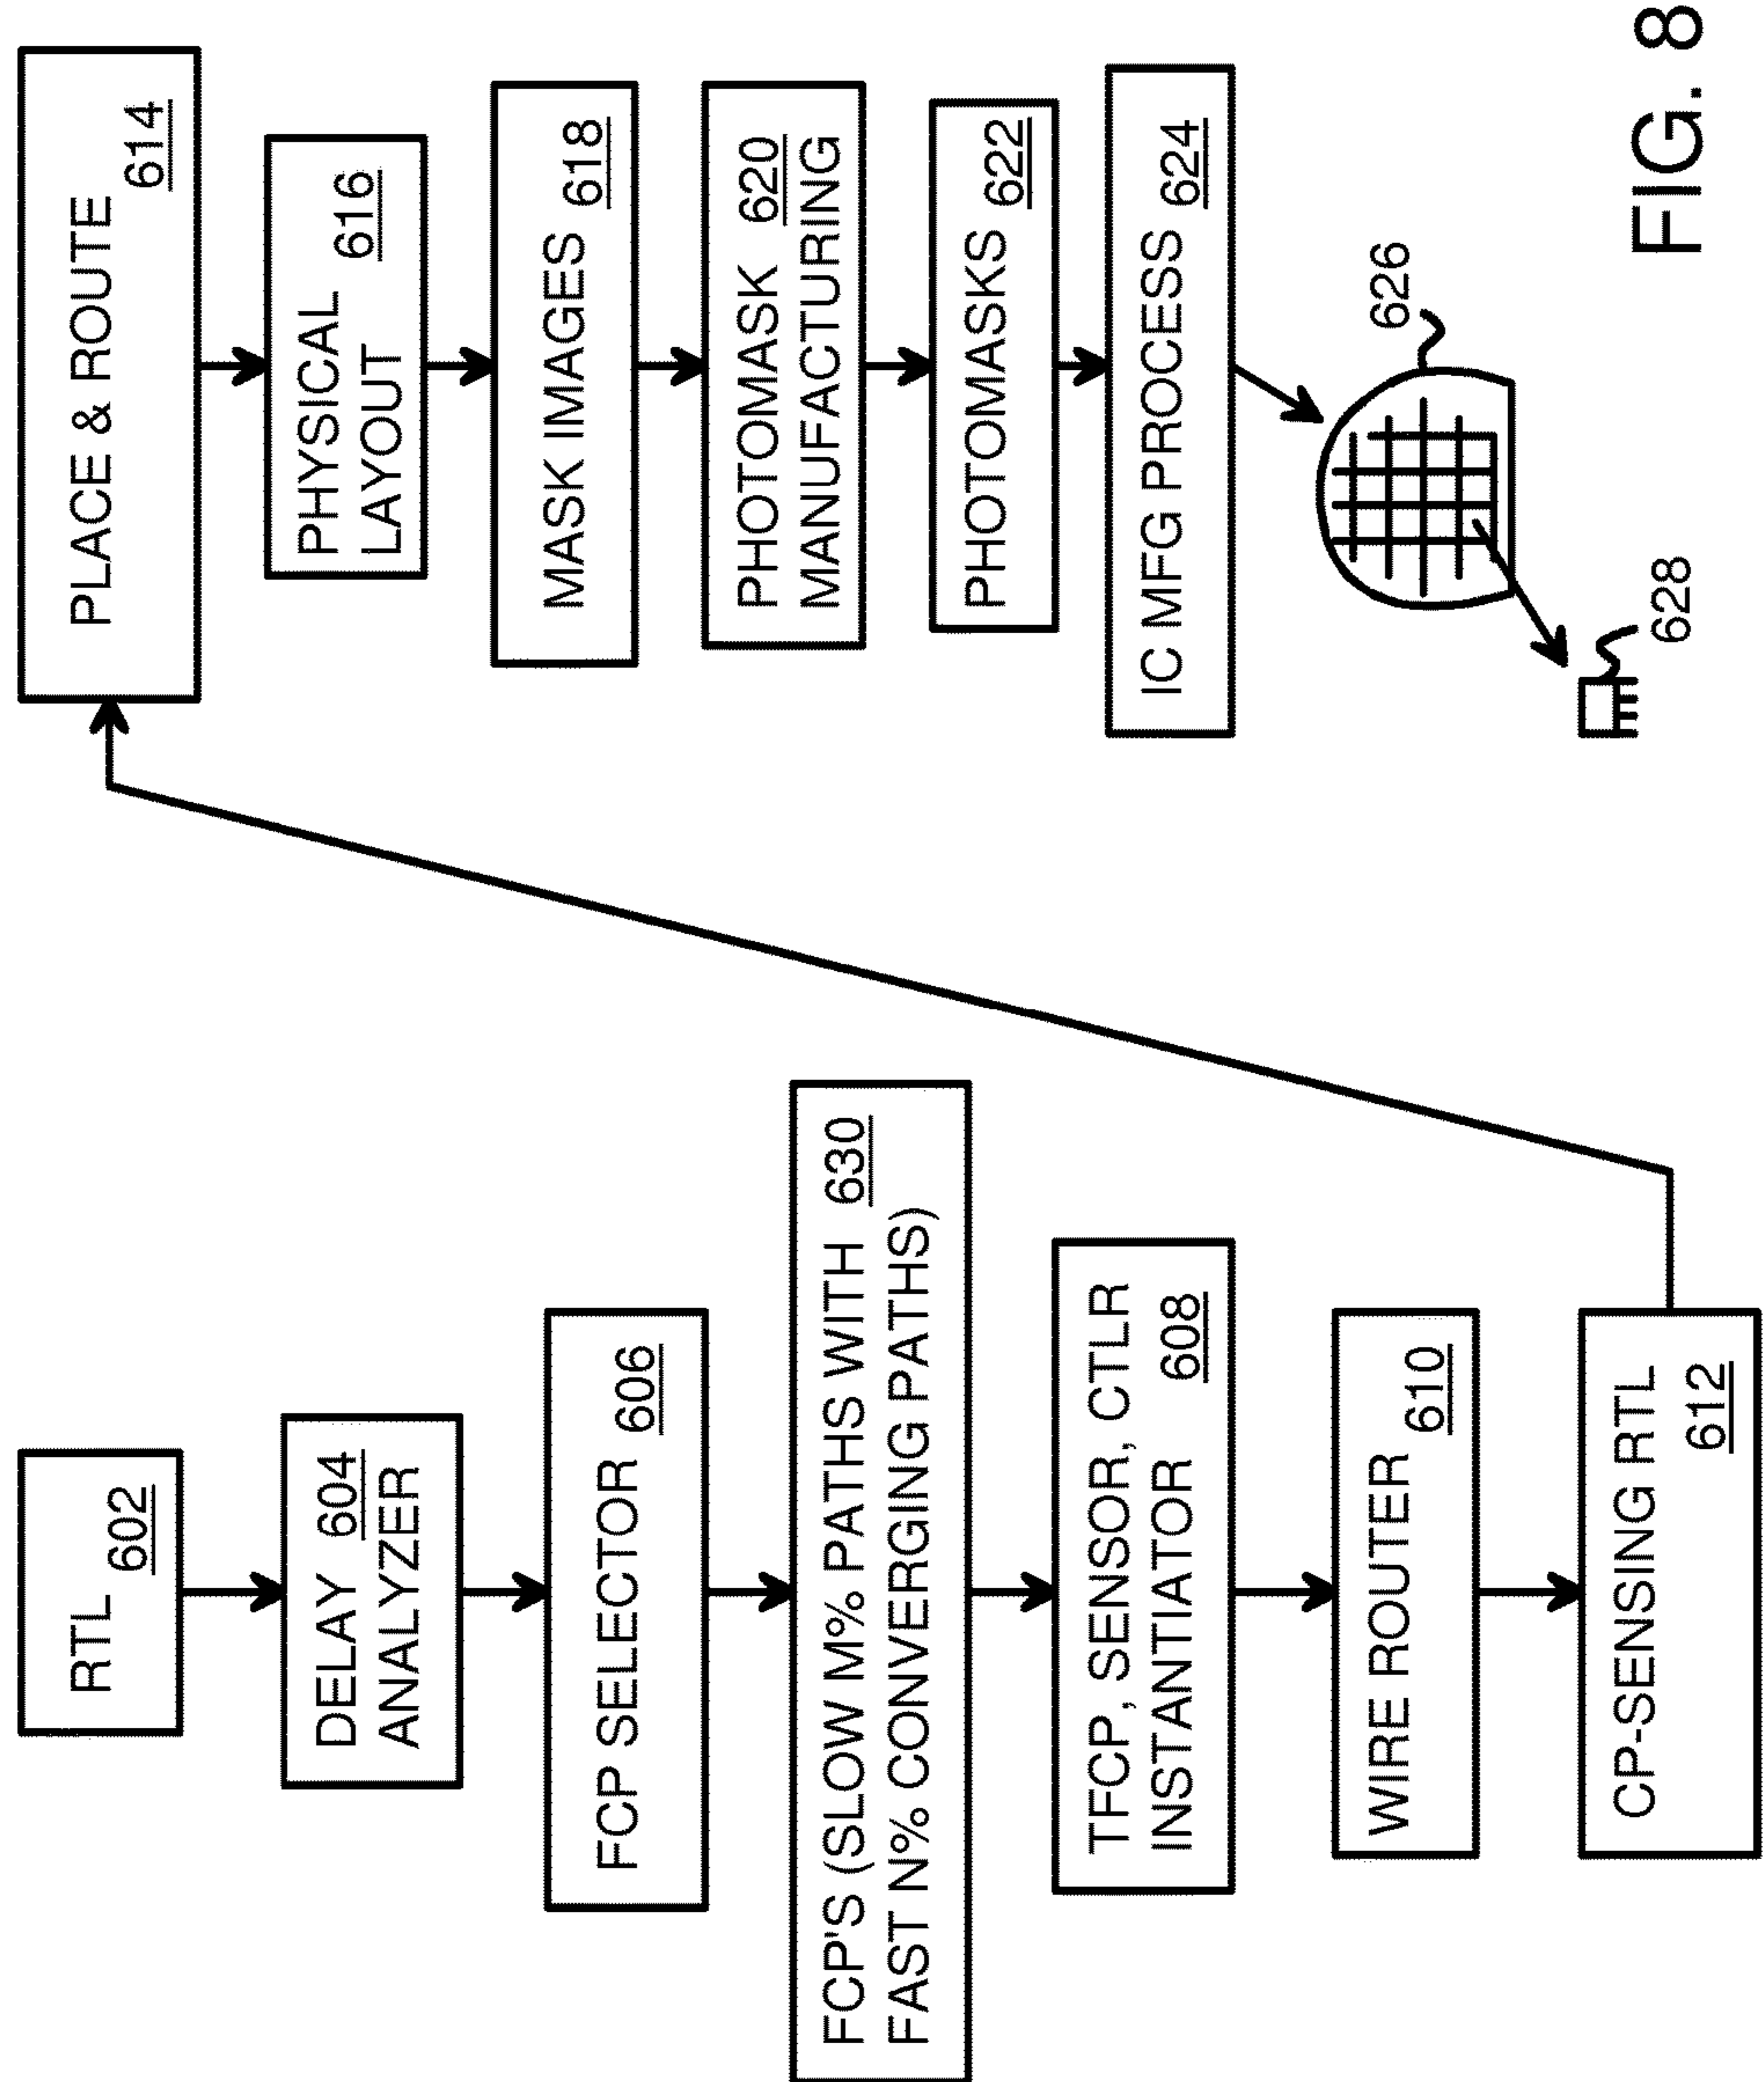 RTL
602
DELAY 604
ANALYZER
FCP SELECTOR
606
FCP'S (SLOW M% PATHS WITH 630
FAST N% CONVERGING PATHS)
TFCP, SENSOR, CTLR
INSTANTIATOR 608
WIRE ROUTER
610
CP-SENSING RTL
612
PLACE & ROUTE
614
PHYSICAL
LAYOUT 616
MASK IMAGES 618
PHOTOMASK 620
MANUFACTURING
PHOTOMASKS 622
IC MFG PROCESS 624
626
628
FIG. 8